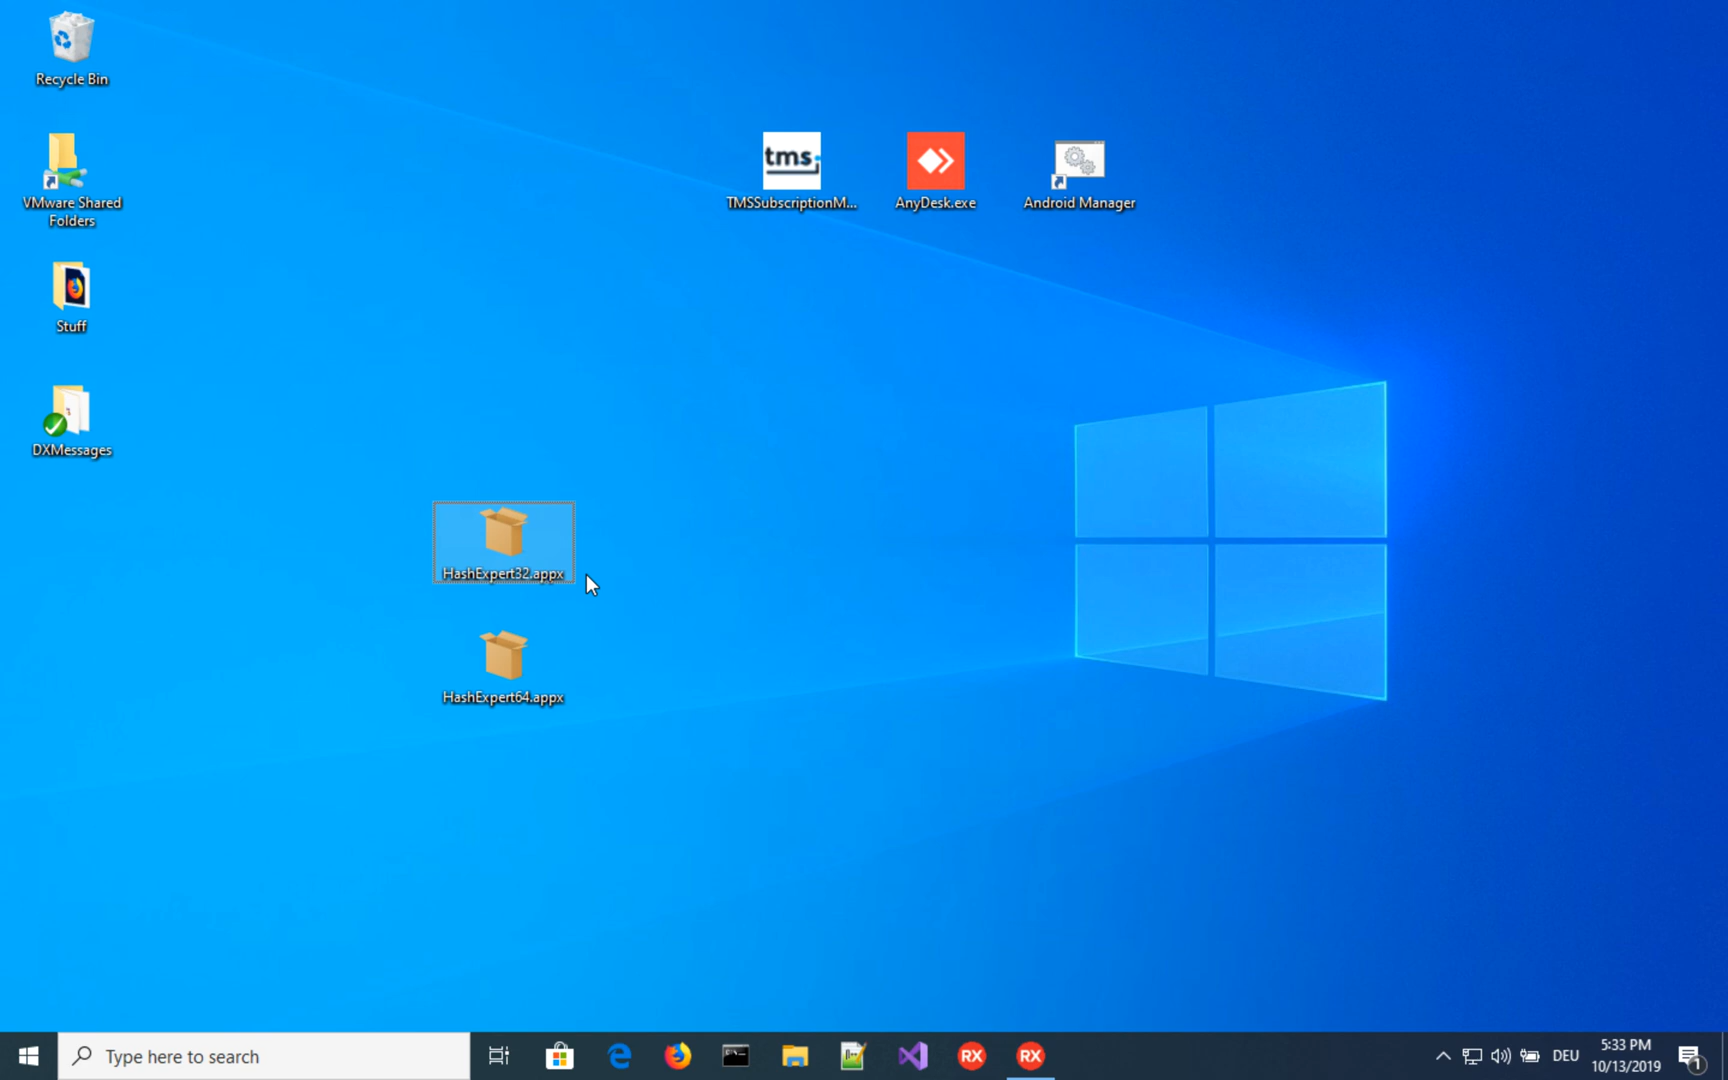 Recycle Bin
tms
TMSSubscriptionM...
AnyDesk.exe
Android Manager
VMware Shared
Folders
Stuff
DXMessages
HashExpert32.appx
HashExpert64.appx
Type here to search
RX
RX
DEU
5:33 PM
10/13/2019
1